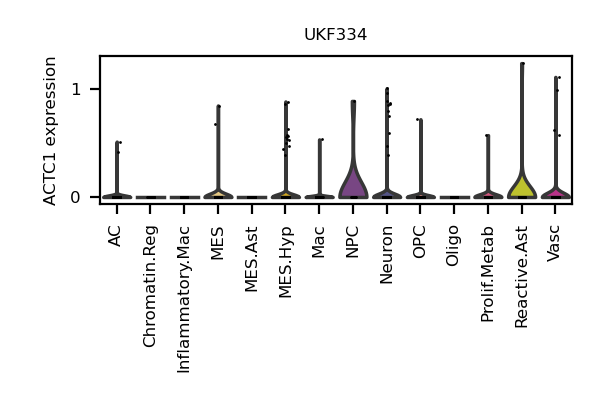 UKF334
ACTC1 expression
1
0
AC
Chromatin.Reg
Inflammatory.Mac
MES
MES.Ast
MES.Hyp
Mac
NPC
Neuron
OPC
Oligo
Prolif.Metab
Reactive.Ast
Vasc